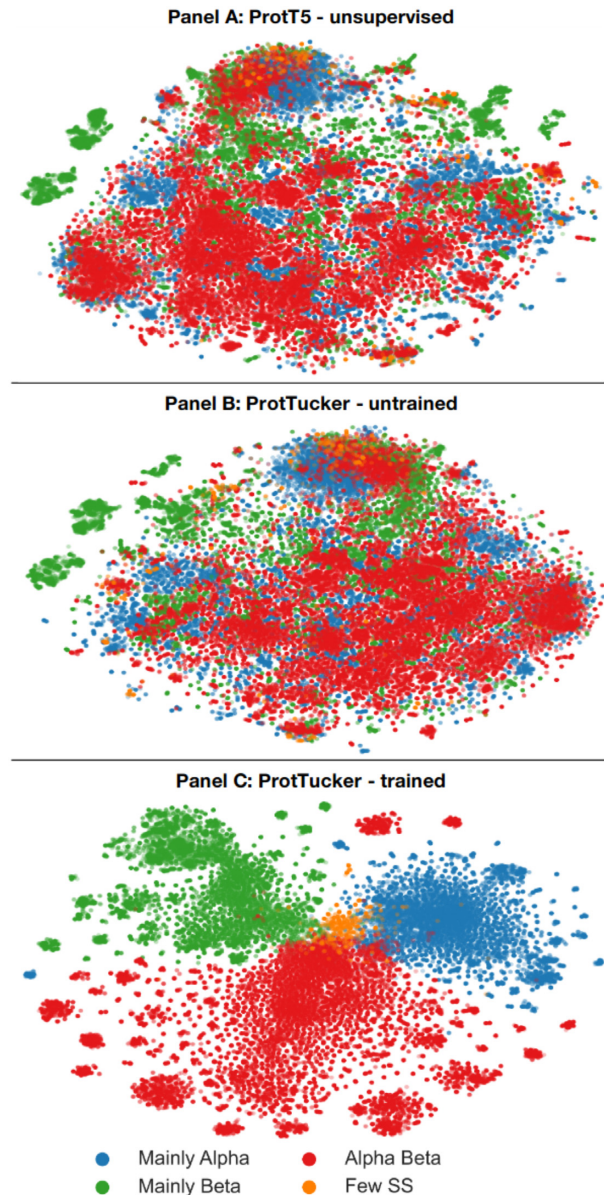 Panel A: ProtT5 - unsupervised
Panel B: ProtTucker - untrained
Panel C: ProtTucker - trained
Mainly Alpha
Alpha Beta
Mainly Beta
Few SS